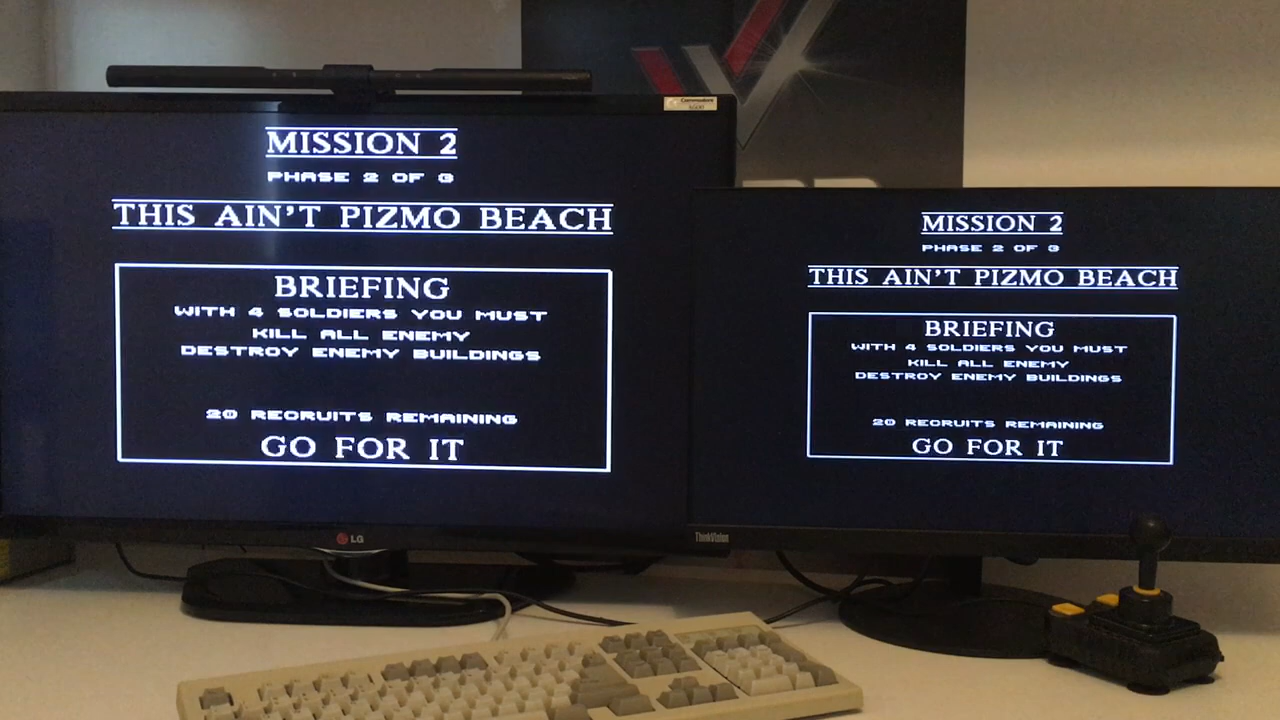 Commodore
MISSION 2
PHASE 2 OF 3
THIS AIN'T PIZMO BEACH
BRIEFING
WITH 4 SOLDIERS YOU MUST
KILL ALL ENEMY
DESTROY ENEMY BUILDINGS
20 RECRUITS REMAINING
GO FOR IT
LG
MISSION 2
PHASE 2 OF 3
THIS AIN'T PIZMO BEACH
BRIEFING
WITH 4 SOLDIERS YOU MUST
KILL ALL ENEMY
DESTROY ENEMY BUILDINGS
20 RECRUITS REMAINING
GO FOR IT
ThinkVision